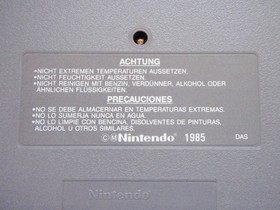 ACHTUNG
•NICHT EXTREMEN TEMPERATUREN AUSSETZEN.
•NICHT FEUCHTIGKEIT AUSSETZEN.
•NICHT REINIGEN MIT BENZIN, VERDÜNNER, ALKOHOL ODER
ÄHNLICHEN FLÜSSIGKEITEN.
PRECAUCIONES
•NO SE DEBE ALMACERNAR EN TEMPERATURAS EXTREMAS.
•NO LO SUMERJA NUNCA EN AGUA.
•NO LO LIMPIE CON BENCINA, DISOLVENTES DE PINTURAS,
ALCOHOL U OTROS SIMILARES.
©M Nintendo 1985 DAS
Nintendo